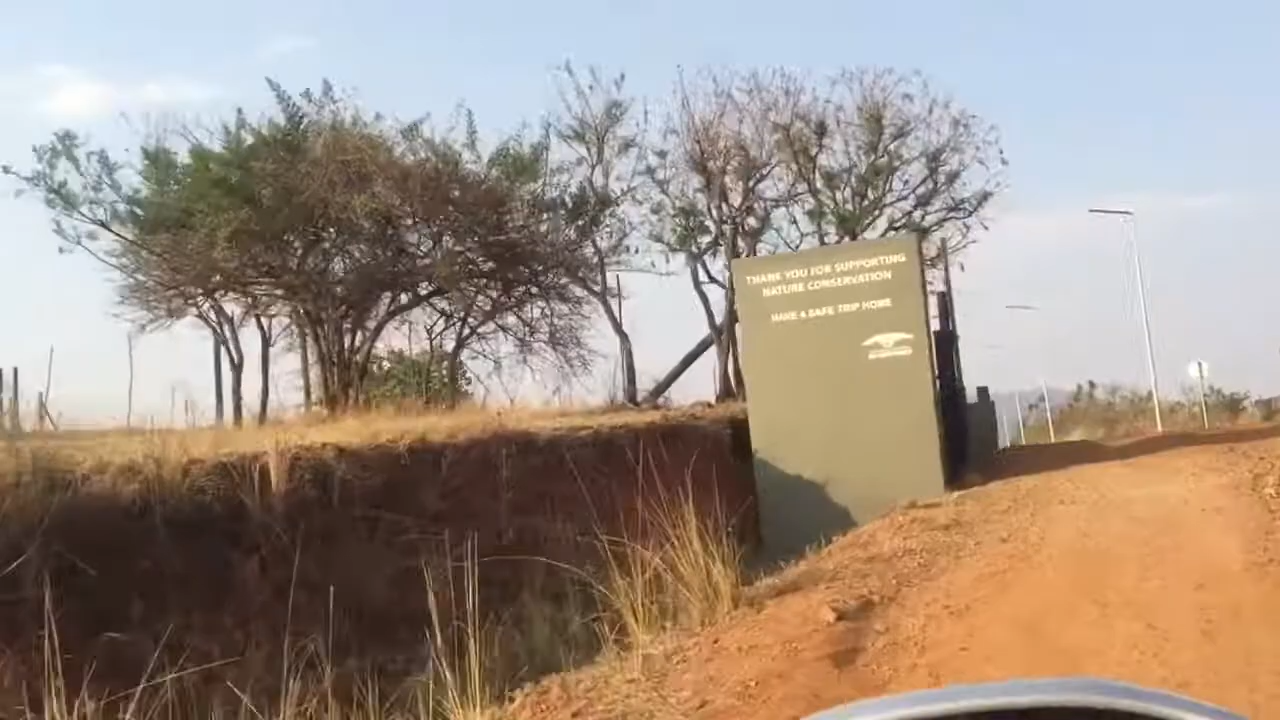 THANK YOU FOR SUPPORTING
NATURE CONSERVATION
HAVE A SAFE TRIP HOME